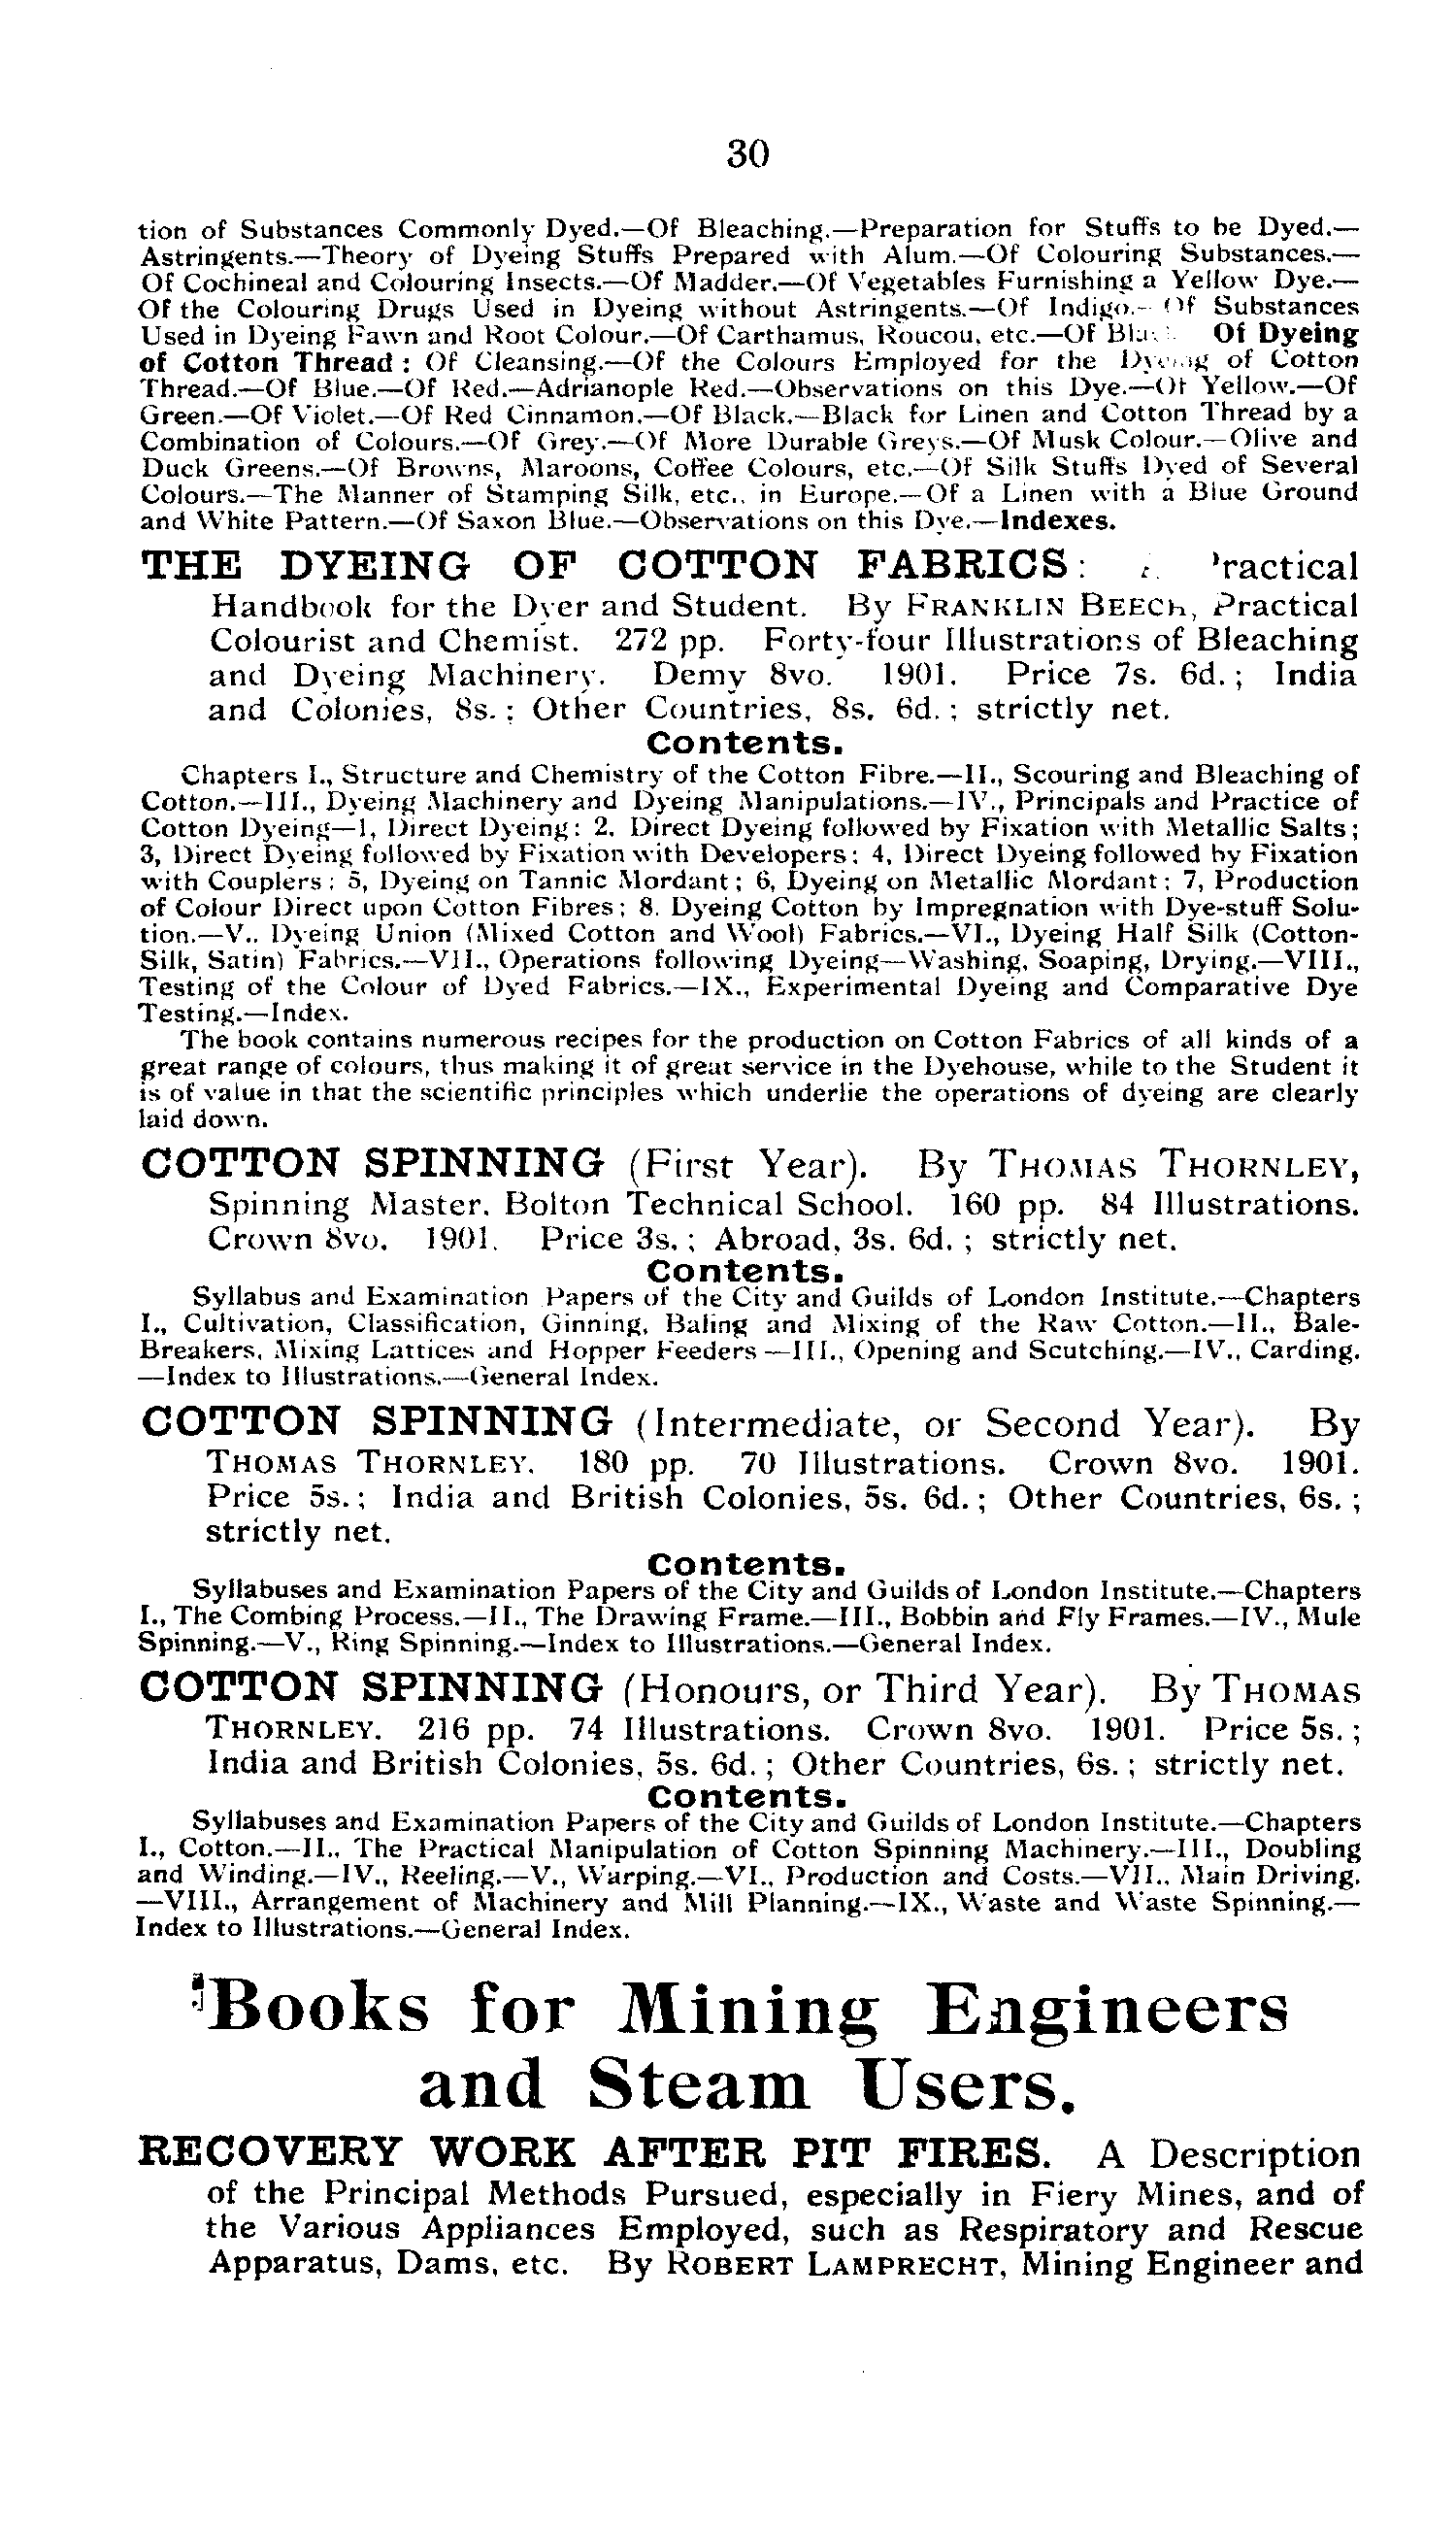 30
tion of Substances Commonly Dyed.—Of Bleaching.—Preparation for Stuffs to be Dyed.—
Astringents.—Theory of Dyeing Stuffs Prepared with Alum.—Of Colouring Substances.—
Of Cochineal and Colouring Insects.—Of Madder.—Of Vegetables Furnishing a Yellow Dye.—
Of the Colouring Drugs Used in Dyeing without Astringents.—Of Indigo.—Of Substances
Used in Dyeing Fawn and Root Colour.—Of Carthamus, Roucou, etc.—Of Of Dyeing
of Cotton Thread: Of Cleansing.—Of the Colours Employed for the of Cotton
Thread.—Of Blue.—Of Red.—Adrianople Red.—Observations on this Dye.—Of Yellow.—Of
Green.—Of Violet.—Of Red Cinnamon.—Of Black.—Black for Linen and Cotton Thread by a
Combination of Colours.—Of Grey.—Of More Durable Greys.—Of Musk Colour.—Olive and
Duck Greens.—Of Browns, Maroons, Coffee Colours, etc.—Of Silk Stuffs Dyed of Several
Colours.—The Manner of Stamping Silk, etc., in Europe.—Of a Linen with a Blue Ground
and White Pattern.—Of Saxon Blue.—Observations on this Dye.—Indexes.
THE DYEING OF COTTON FABRICS: 'ractical
Handbook for the Dyer and Student. By FRANKLIN BEECH, Practical
Colourist and Chemist. 272 pp. Forty-four Illustrations of Bleaching
and Dyeing Machinery. Demy 8vo. 1901. Price 7s. 6d.; India
and Colonies, 8s.; Other Countries, 8s. 6d.; strictly net.
Contents.
Chapters I., Structure and Chemistry of the Cotton Fibre.—II., Scouring and Bleaching of
Cotton.—III., Dyeing Machinery and Dyeing Manipulations.—IV., Principals and Practice of
Cotton Dyeing—1, Direct Dyeing: 2, Direct Dyeing followed by Fixation with Metallic Salts;
3, Direct Dyeing followed by Fixation with Developers; 4, Direct Dyeing followed by Fixation
with Couplers; 5, Dyeing on Tannic Mordant; 6, Dyeing on Metallic Mordant; 7, Production
of Colour Direct upon Cotton Fibres; 8. Dyeing Cotton by Impregnation with Dye-stuff Solu-
tion.—V.. Dyeing Union (Mixed Cotton and Wool) Fabrics.—VI., Dyeing Half Silk (Cotton-
Silk, Satin) Fabrics.—VII., Operations following Dyeing—Washing, Soaping, Drying.—VIII.,
Testing of the Colour of Dyed Fabrics.—IX., Experimental Dyeing and Comparative Dye
Testing.—Index.
The book contains numerous recipes for the production on Cotton Fabrics of all kinds of a
great range of colours, thus making it of great service in the Dyehouse, while to the Student it
is of value in that the scientific principles which underlie the operations of dyeing are clearly
laid down.
COTTON SPINNING (First Year). By THOMAS THORNLEY,
Spinning Master, Bolton Technical School. 160 pp. 84 Illustrations.
Crown 8vo. 1901. Price 3s.; Abroad, 3s. 6d.; strictly net.
Contents.
Syllabus and Examination Papers of the City and Guilds of London Institute.—Chapters
I., Cultivation, Classification, Ginning, Baling and Mixing of the Raw Cotton.—II., Bale-
Breakers, Mixing Lattices and Hopper Feeders—III., Opening and Scutching.—IV., Carding.
—Index to Illustrations.—General Index.
COTTON SPINNING (Intermediate, or Second Year). By
THOMAS THORNLEY. 180 pp. 70 Illustrations. Crown 8vo. 1901.
Price 5s.; India and British Colonies, 5s. 6d.; Other Countries, 6s.;
strictly net.
Contents.
Syllabuses and Examination Papers of the City and Guilds of London Institute.—Chapters
I., The Combing Process.—II., The Drawing Frame.—III., Bobbin and Fly Frames.—IV., Mule
Spinning.—V., Ring Spinning.—Index to Illustrations.—General Index.
COTTON SPINNING (Honours, or Third Year). By THOMAS
THORNLEY. 216 pp. 74 Illustrations. Crown 8vo. 1901. Price 5s.;
India and British Colonies, 5s. 6d.; Other Countries, 6s.; strictly net.
Contents.
Syllabuses and Examination Papers of the City and Guilds of London Institute.—Chapters
I., Cotton.—II., The Practical Manipulation of Cotton Spinning Machinery.—III., Doubling
and Winding.—IV., Reeling.—V., Warping.—VI., Production and Costs.—VII., Main Driving.
—VIII., Arrangement of Machinery and Mill Planning.—IX., Waste and Waste Spinning.—
Index to Illustrations.—General Index.
Books for Mining Engineers
and Steam Users.
RECOVERY WORK AFTER PIT FIRES. A Description
of the Principal Methods Pursued, especially in Fiery Mines, and of
the Various Appliances Employed, such as Respiratory and Rescue
Apparatus, Dams, etc. By ROBERT LAMPRECHT, Mining Engineer and